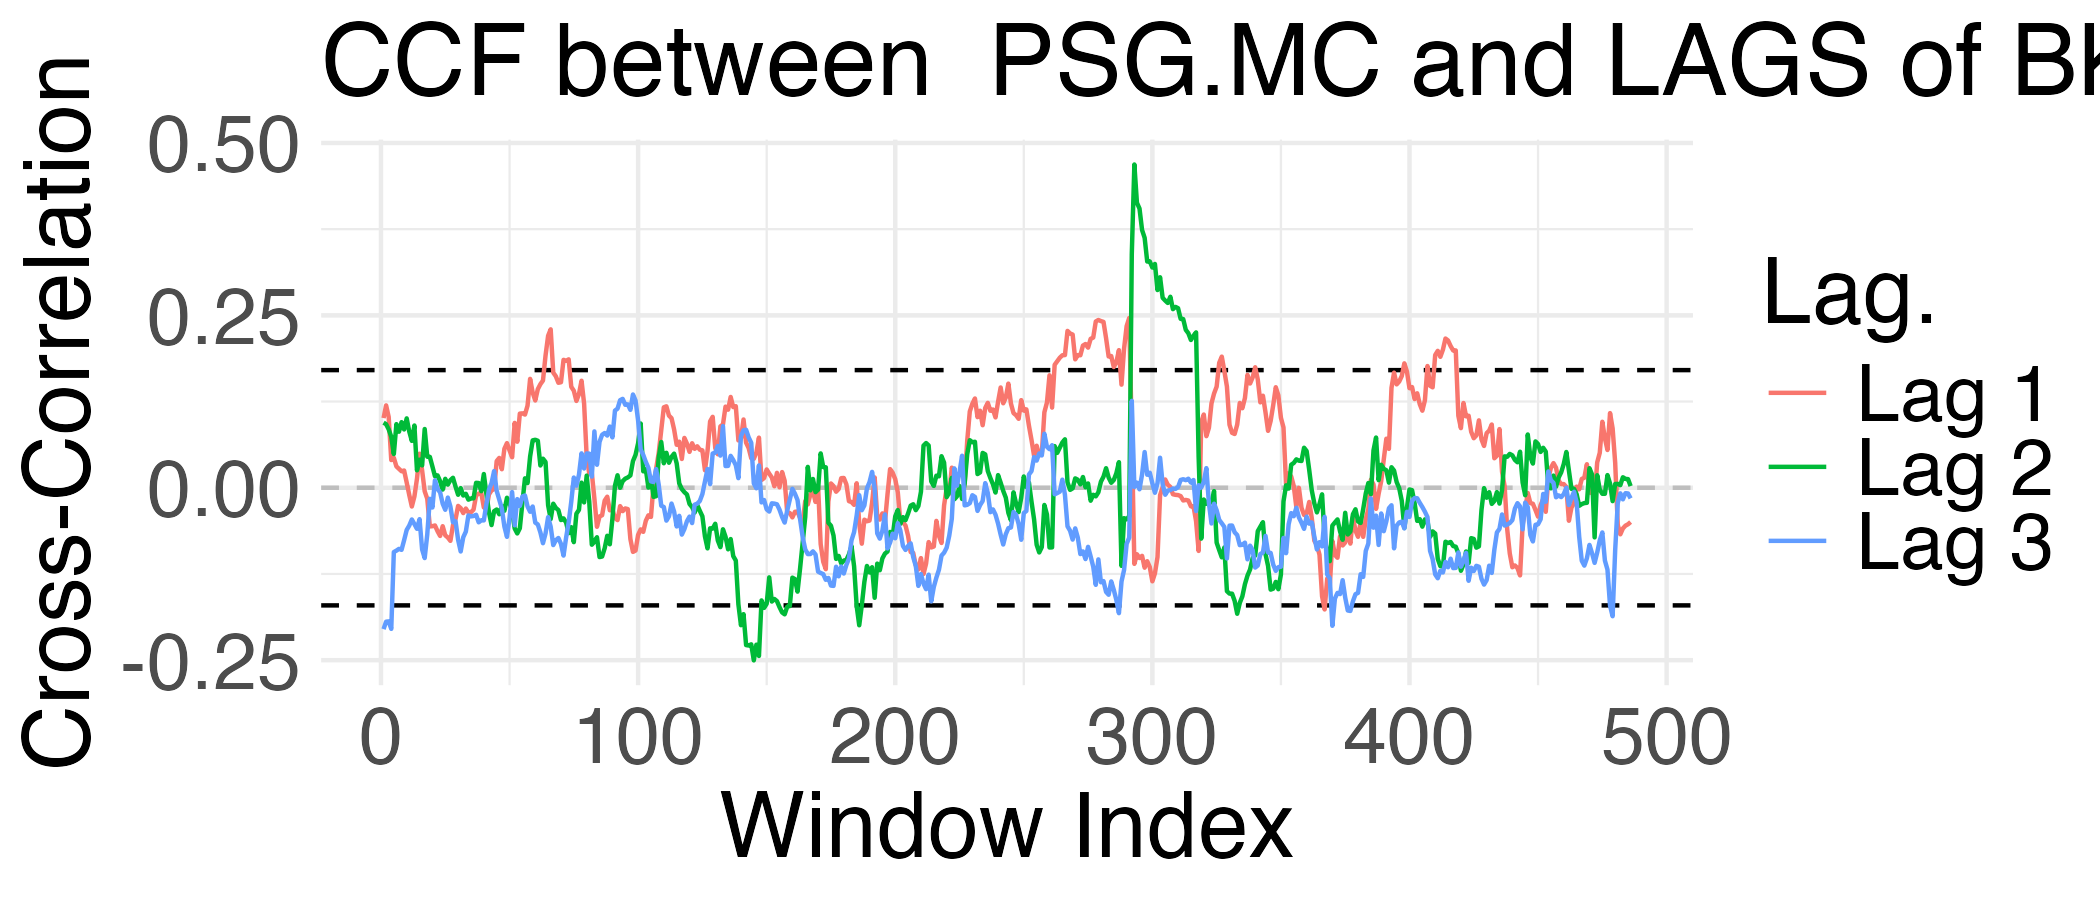 CCF between PSG.MC and LAGS of
Cross-Correlation
0.50
0.25
0.00
-0.25
0 100 200 300 400 500
Window Index
Lag.
Lag 1
Lag 2
Lag 3